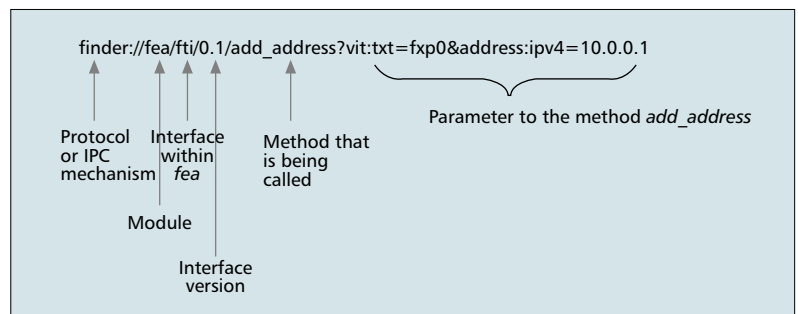 finder://fea/fti/0.1/add_address?vit:txt=fxp0&address:ipv4=10.0.0.1
Parameter to the method add_address
Protocol
or IPC
mechanism
Interface
within
fea
Method that
is being
called
Module
Interface
version